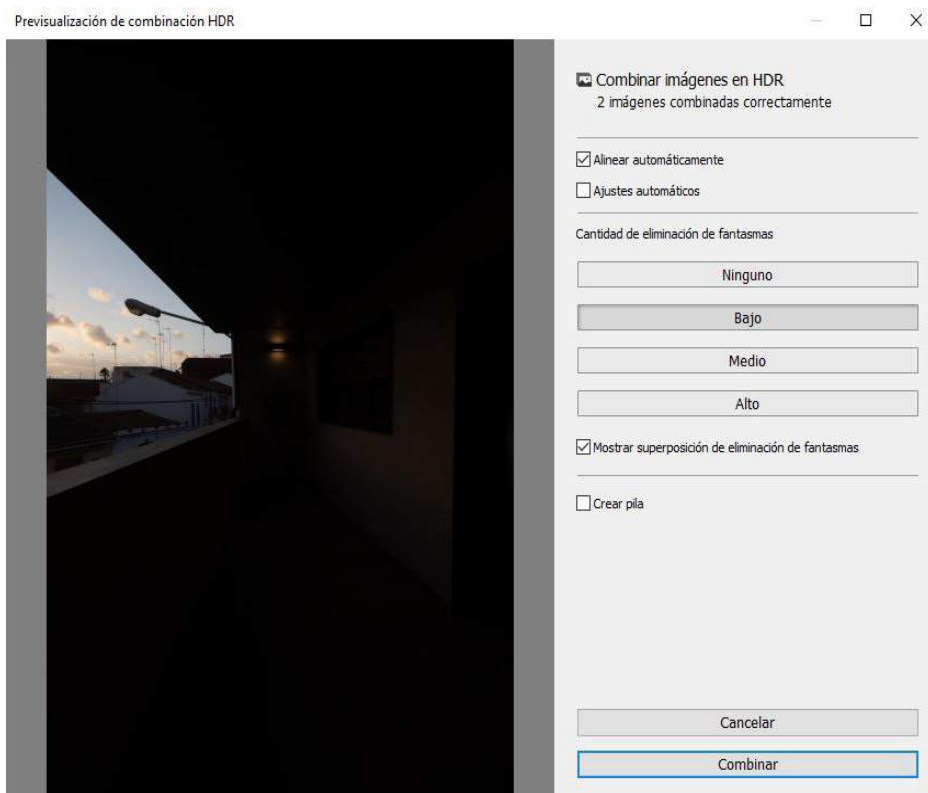 Previsualización de combinación HDR
Combinar imágenes en HDR
2 imágenes combinadas correctamente
Alinear automáticamente
Ajustes automáticos
Cantidad de eliminación de fantasmas
Ninguno
Bajo
Medio
Alto
Mostrar superposición de eliminación de fantasmas
Crear pila
Cancelar
Combinar